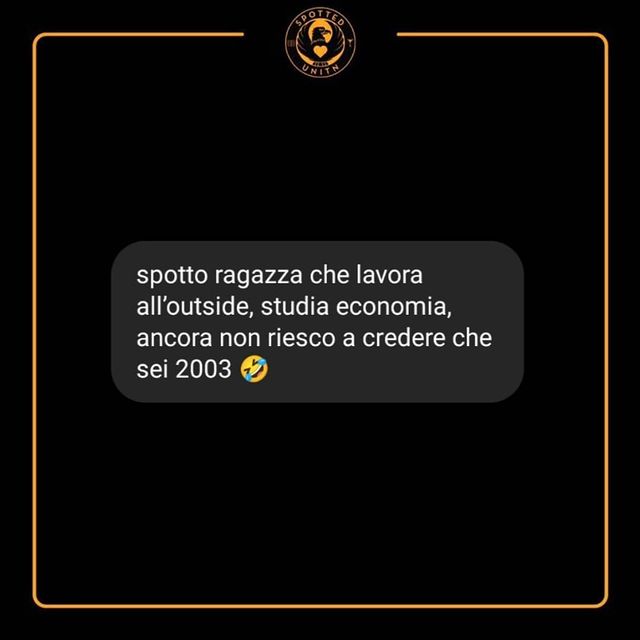 SPOTTED
UNITN
spotto ragazza che lavora
all’outside, studia economia,
ancora non riesco a credere che
sei 2003 🤣